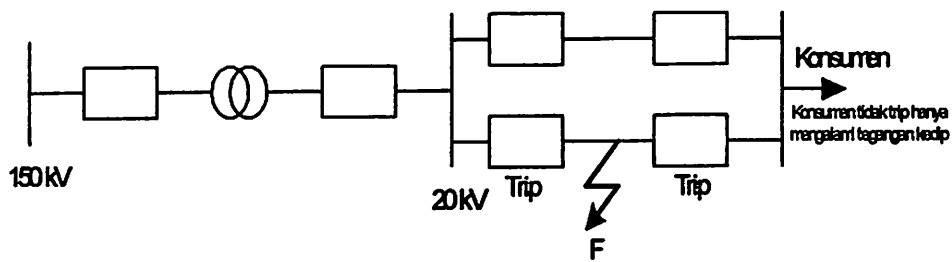 Konsumen
Konsumen tidak trip hanya
mengalami tegangan kedip
150 kV
20 kV
Trip
Trip
F